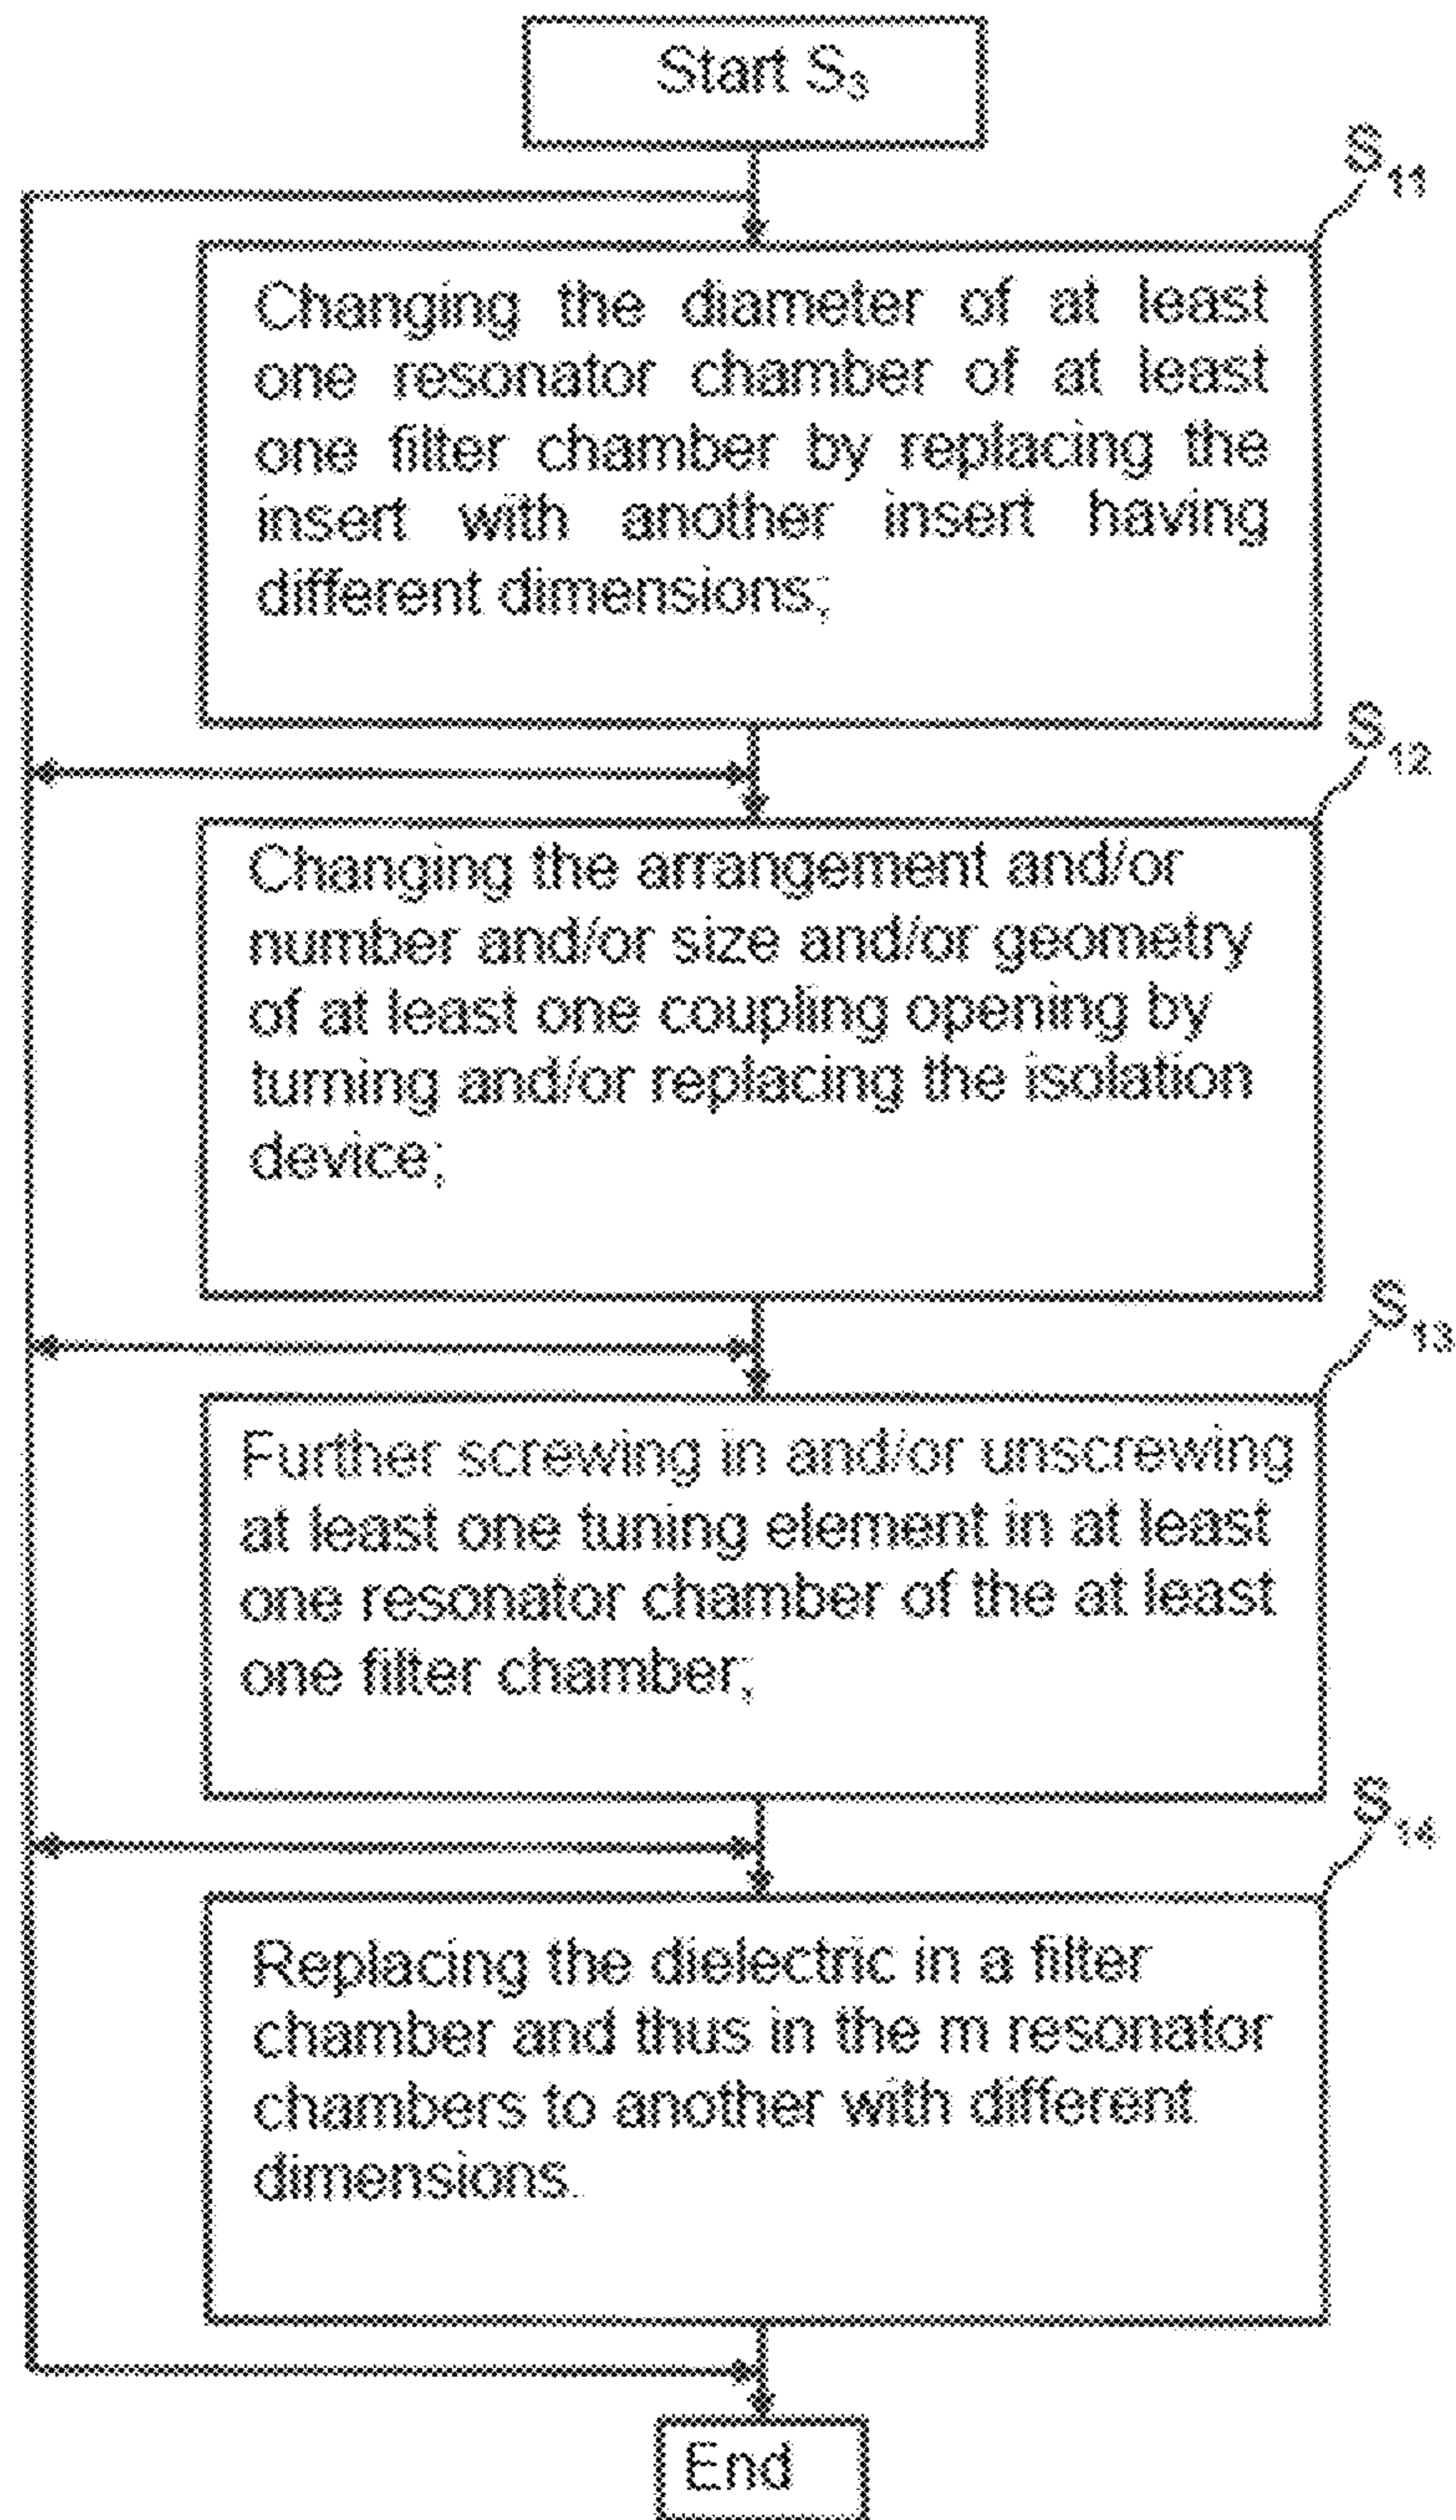 Start S₃
S₁₁
Changing the diameter of at least
one resonator chamber of at least
one filter chamber by replacing the
insert with another insert having
different dimensions;
S₁₂
Changing the arrangement and/or
number and/or size and/or geometry
of at least one coupling opening by
turning and/or replacing the isolation
device;
S₁₃
Further screwing in and/or unscrewing
at least one tuning element in at least
one resonator chamber of the at least
one filter chamber;
S₁₄
Replacing the dielectric in a filter
chamber and thus in the m resonator
chambers to another with different
dimensions.
End